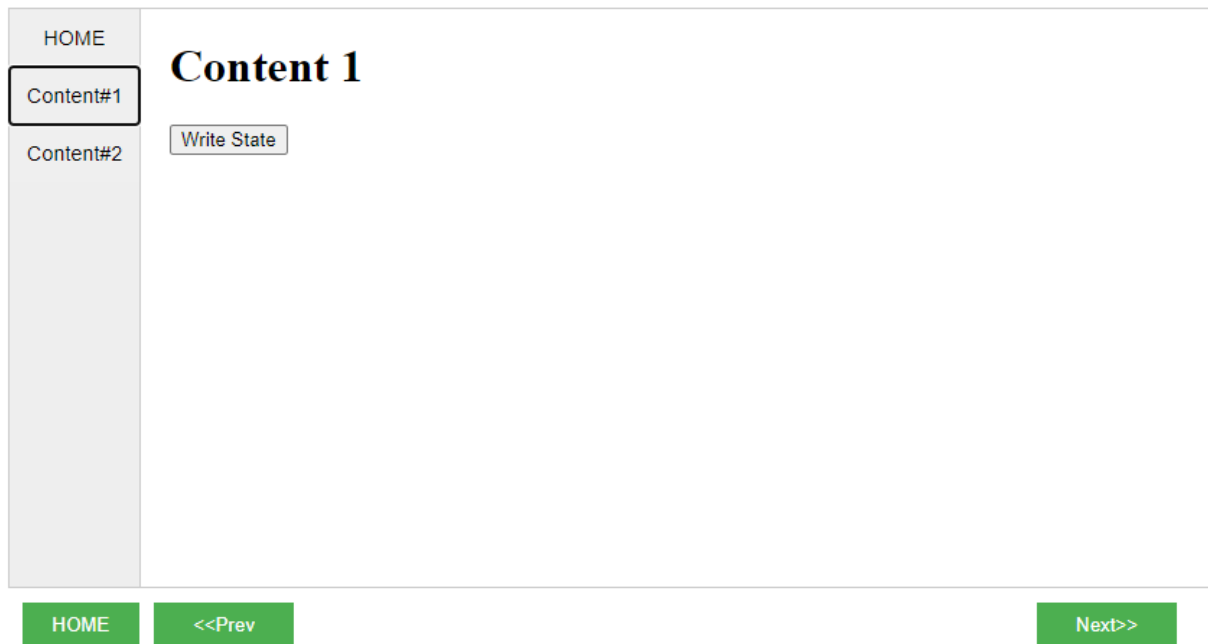 HOME
Content#1
Content#2
Content 1
Write State
HOME
<<Prev
Next>>